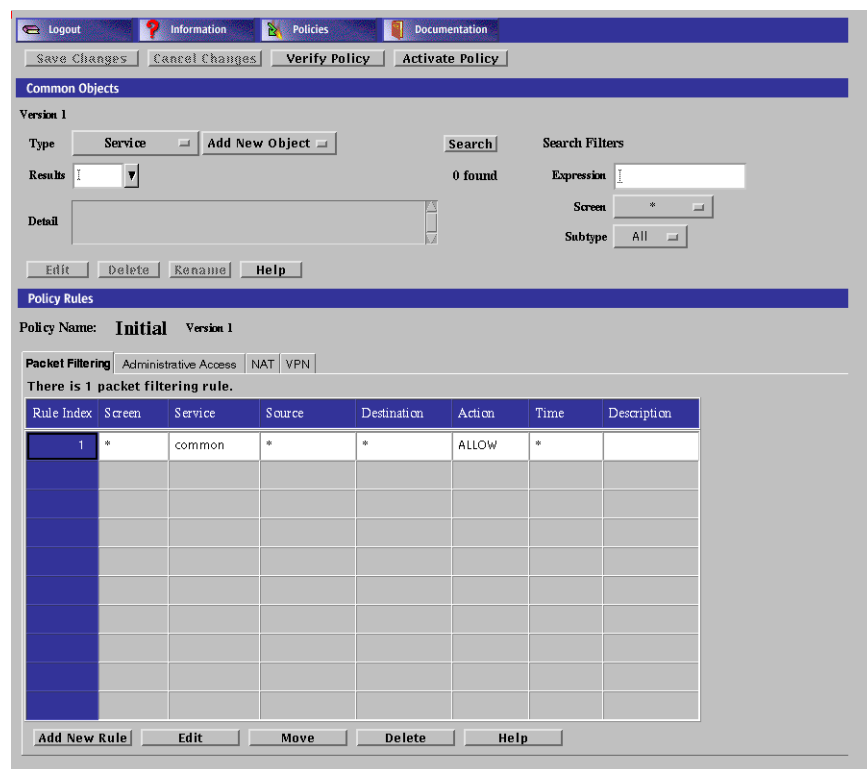 Logout Information Policies Documentation
Save Changes Cancel Changes Verify Policy Activate Policy
Common Objects
Version 1
Type Service Add New Object Search Search Filters
Results 0 found Expression
Screen *
Detail
Subtype All
Edit Delete Rename Help
Policy Rules
Policy Name: Initial Version 1
Packet Filtering Administrative Access NAT VPN
There is 1 packet filtering rule.
Rule Index Screen Service Source Destination Action Time Description
1 * common * * ALLOW *
Add New Rule Edit Move Delete Help